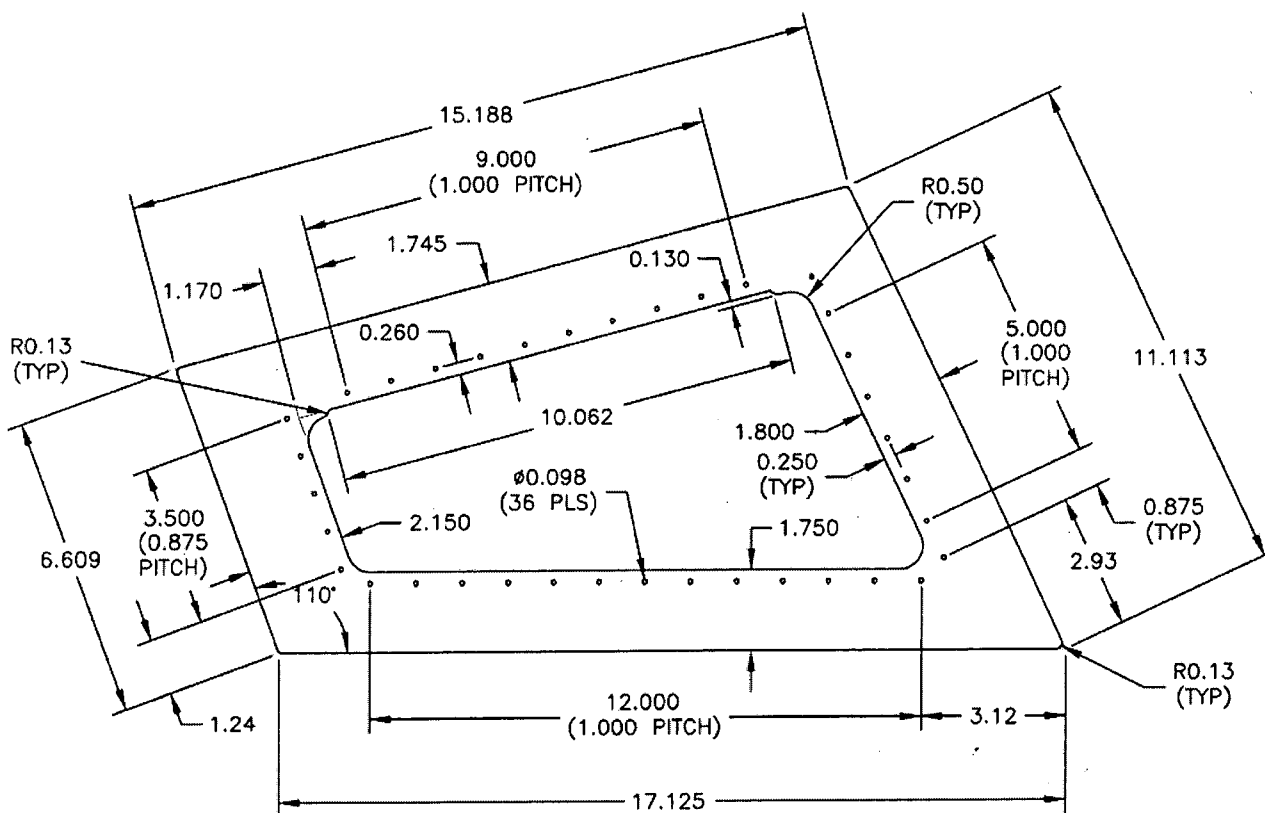 15.188
9.000
(1.000 PITCH)
R0.50
(TYP)
1.745
0.130
1.170
0.260
5.000
(1.000
PITCH)
11.113
R0.13
(TYP)
10.062
1.800
0.250
(TYP)
ø0.098
(36 PLS)
0.875
(TYP)
3.500
(0.875
PITCH)
2.150
1.750
6.609
2.93
110°
R0.13
(TYP)
12.000
(1.000 PITCH)
3.12
1.24
17.125